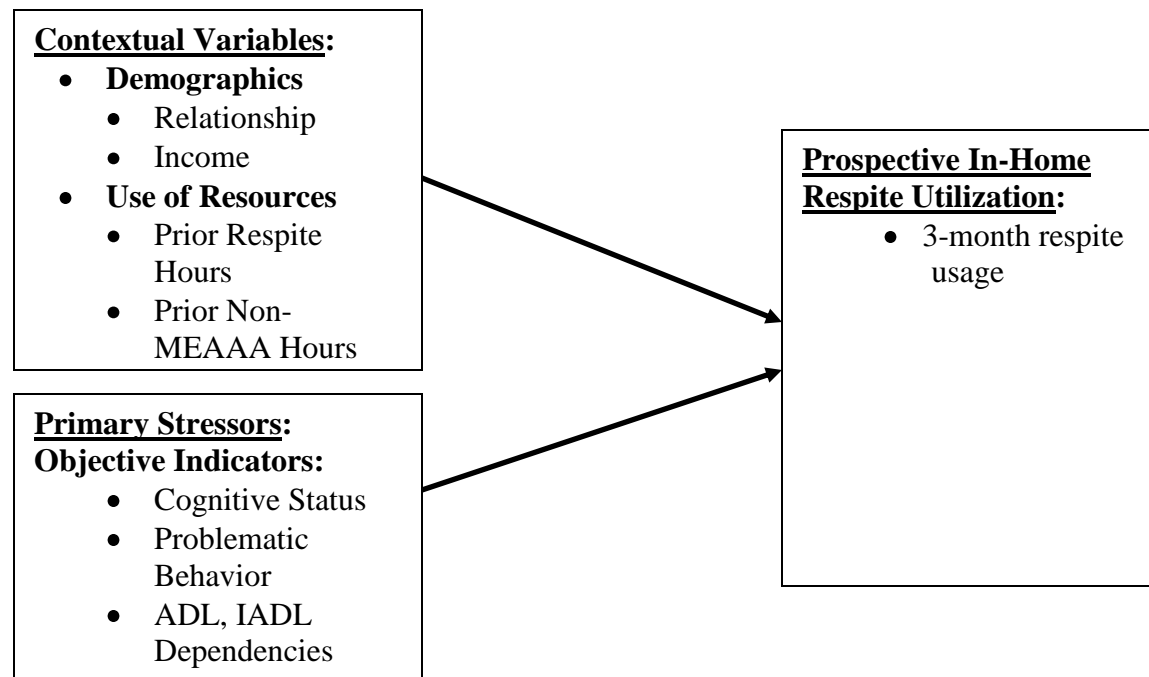 Contextual Variables:
• Demographics
• Relationship
• Income
• Use of Resources
• Prior Respite
Hours
• Prior Non-
MEAAA Hours
Primary Stressors:
Objective Indicators:
• Cognitive Status
• Problematic
Behavior
• ADL, IADL
Dependencies
Prospective In-Home
Respite Utilization:
• 3-month respite
usage